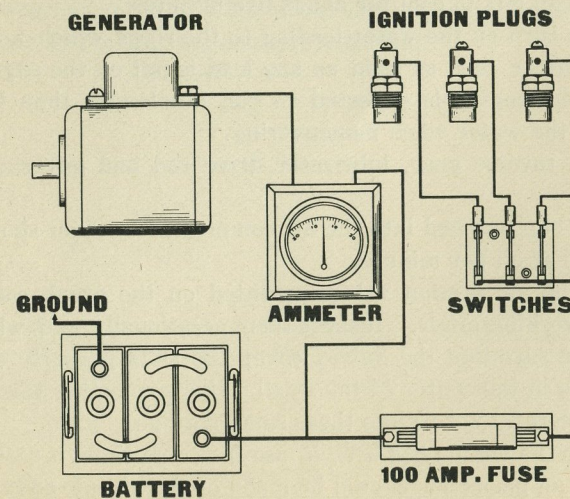 GENERATOR
IGNITION PLUGS
GROUND
AMMETER
SWITCHES
BATTERY
100 AMP. FUSE